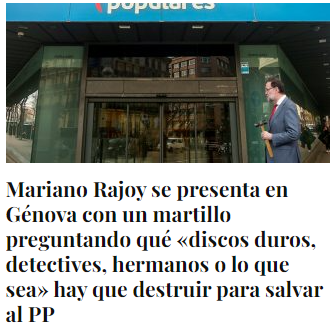 populares
Mariano Rajoy se presenta en
Génova con un martillo
preguntando qué «discos duros,
detectives, hermanos o lo que
sea» hay que destruir para salvar
al PP